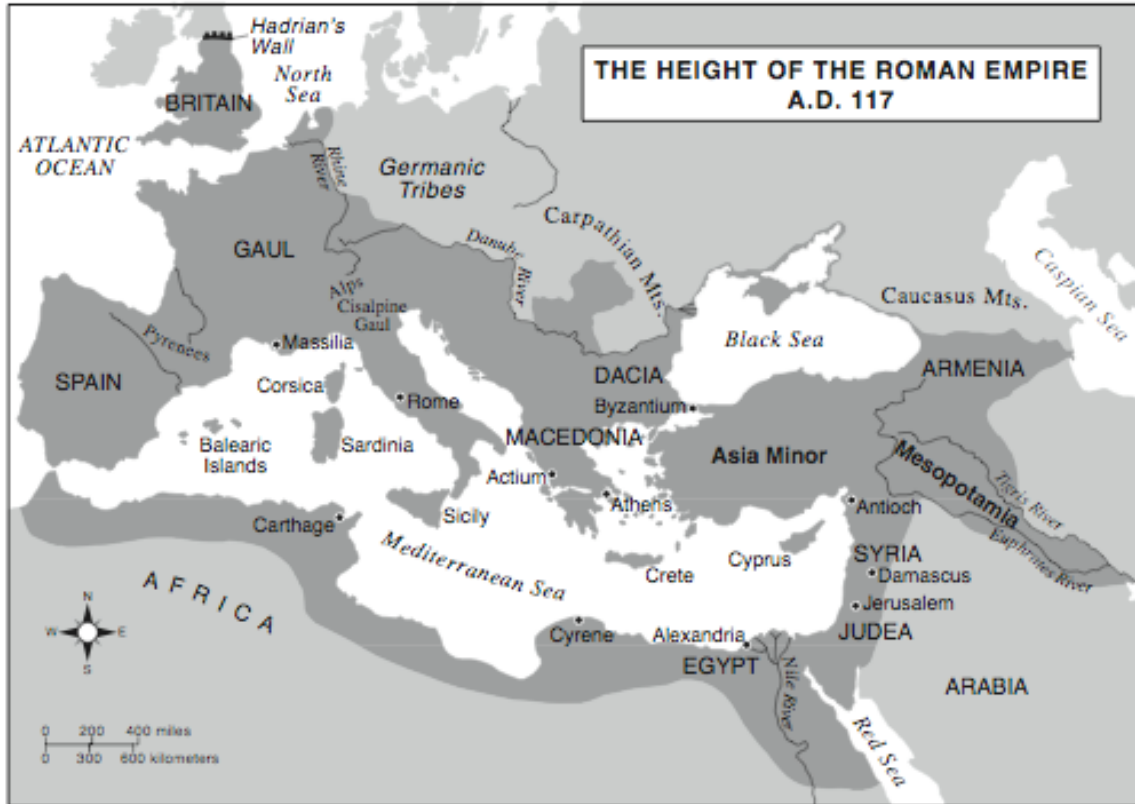 THE HEIGHT OF THE ROMAN EMPIRE
A.D. 117
Hadrian's
Wall
North
Sea
BRITAIN
ATLANTIC
OCEAN
Rhine
River
Germanic
Tribes
Carpathian Mts.
GAUL
Danube
River
Alps
Cisalpine
Gaul
Caspian Sea
Caucasus Mts.
Black Sea
Pyrenees
Massilia
SPAIN
Corsica
Rome
DACIA
ARMENIA
Byzantium
Balearic
Islands
Sardinia
MACEDONIA
Asia Minor
Mesopotamia
Tigris River
Actium
Athens
Antioch
Carthage
Sicily
Euphrites River
Mediterranean Sea
Crete
Cyprus
SYRIA
Damascus
AFRICA
Jerusalem
JUDEA
N
W
E
S
Cyrene
Alexandria
EGYPT
Nile
River
ARABIA
Red Sea
0 200 400 miles
0 300 600 kilometers